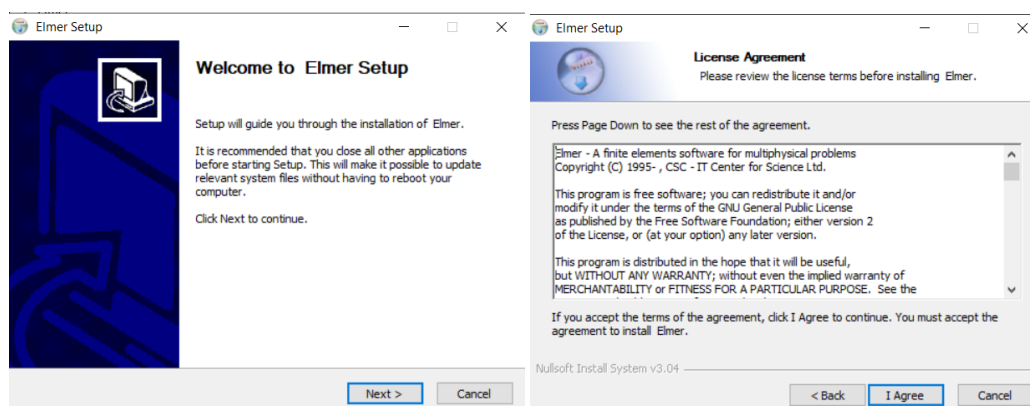 Elmer Setup
Welcome to Elmer Setup
Setup will guide you through the installation of Elmer.
It is recommended that you close all other applications
before starting Setup. This will make it possible to update
relevant system files without having to reboot your
computer.
Click Next to continue.
Next >
Cancel
Elmer Setup
License Agreement
Please review the license terms before installing Elmer.
Press Page Down to see the rest of the agreement.
Elmer - A finite elements software for multiphysical problems
Copyright (C) 1995- , CSC - IT Center for Science Ltd.
This program is free software; you can redistribute it and/or
modify it under the terms of the GNU General Public License
as published by the Free Software Foundation; either version 2
of the License, or (at your option) any later version.
This program is distributed in the hope that it will be useful,
but WITHOUT ANY WARRANTY; without even the implied warranty of
MERCHANTABILITY or FITNESS FOR A PARTICULAR PURPOSE. See the
If you accept the terms of the agreement, click I Agree to continue. You must accept the
agreement to install Elmer.
Nullsoft Install System v3.04
< Back
I Agree
Cancel